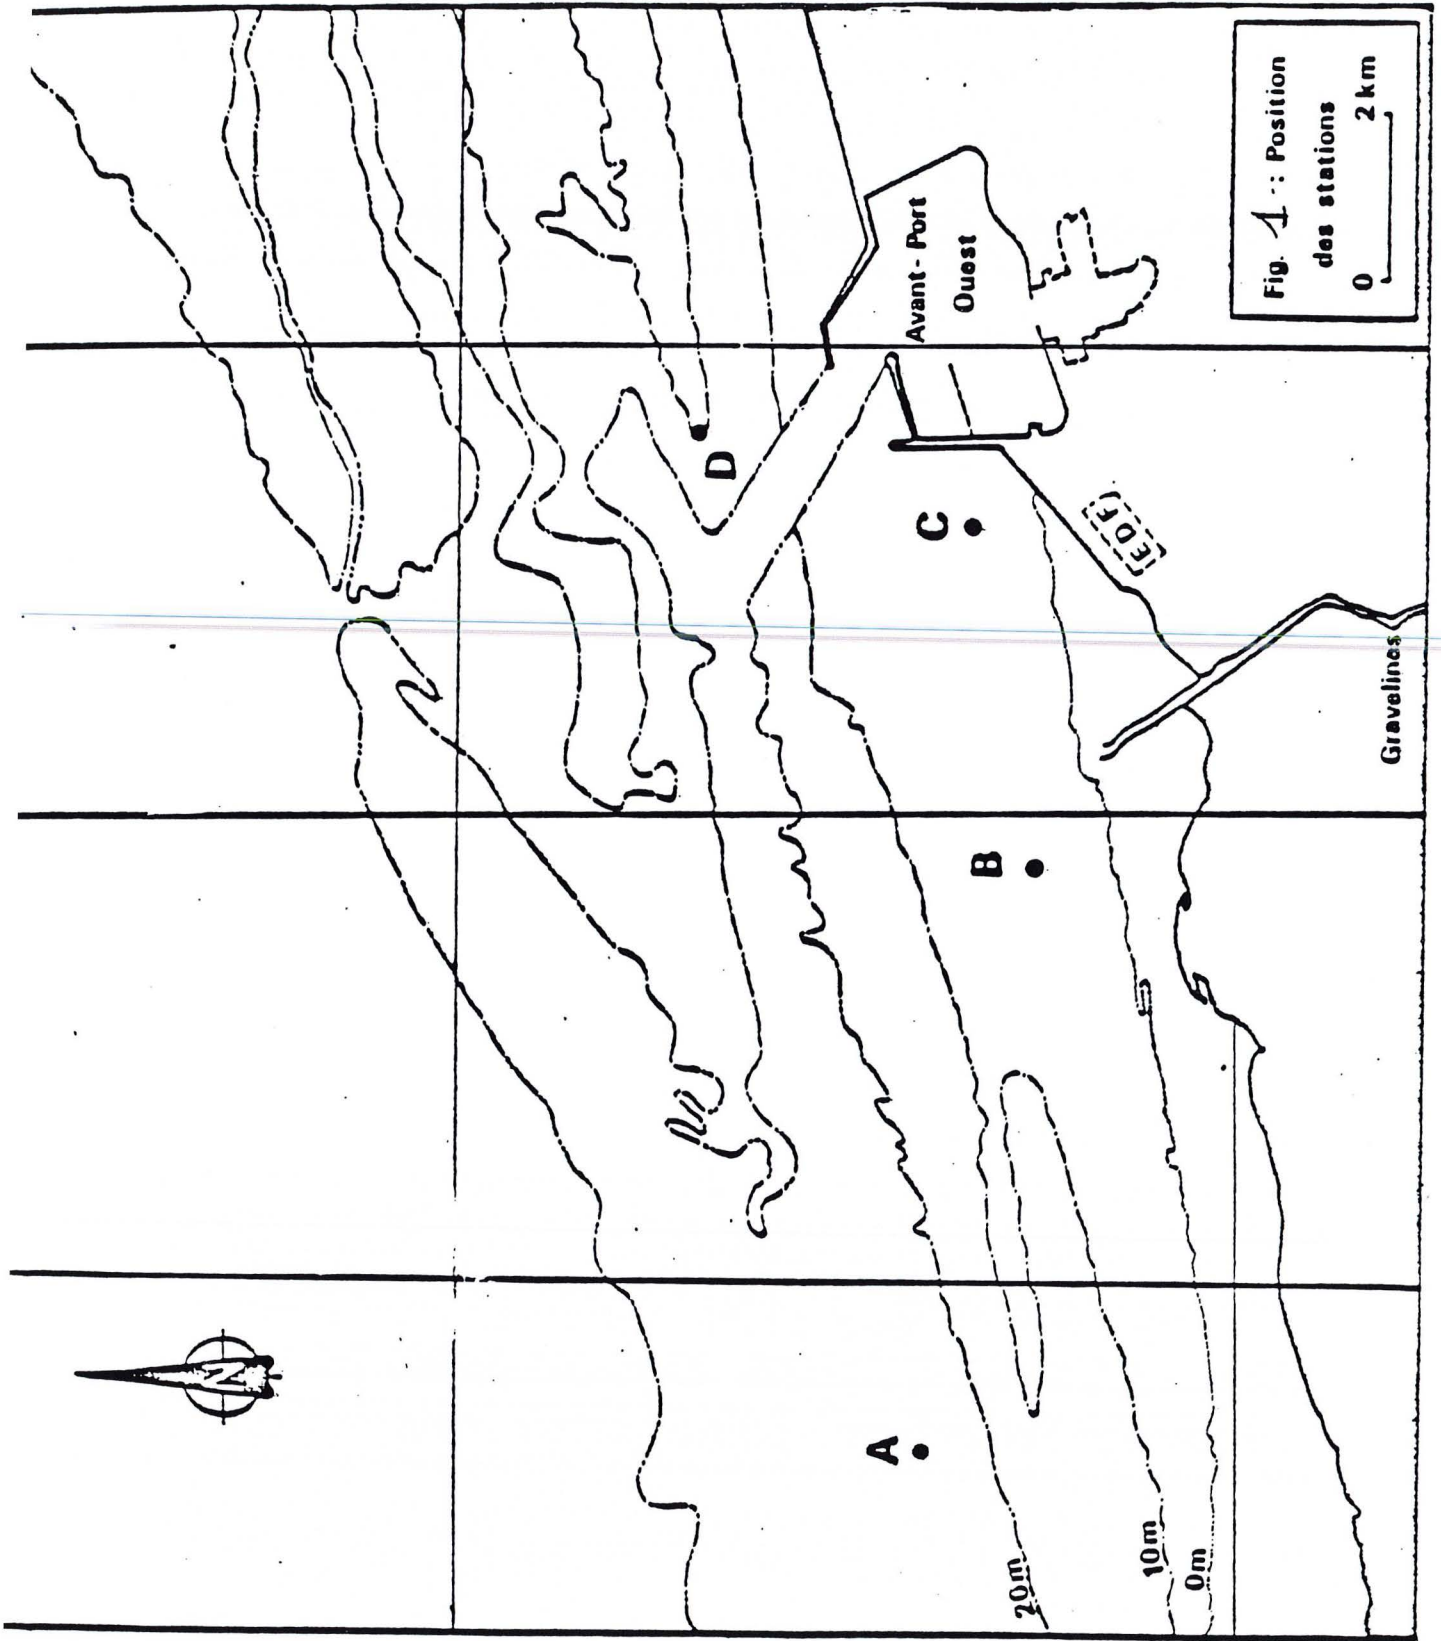 Fig. 1 : Position
des stations
0 2 km
Avant-Port
Ouest
D
C
EDF
B
Gravelines
N
A
20m
10m
0m